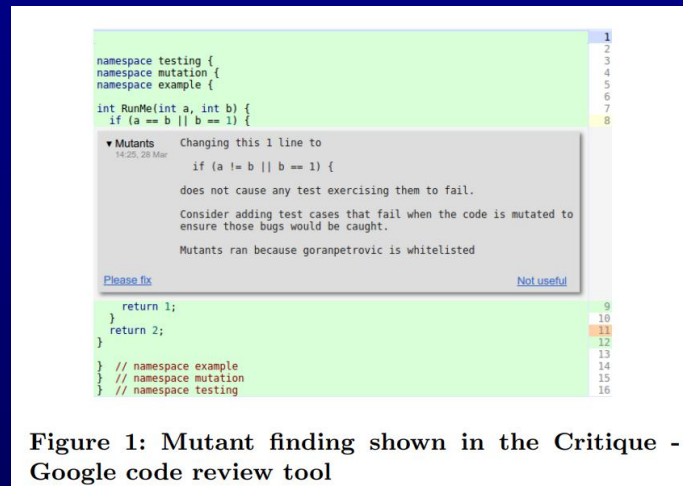 1
2
namespace testing { 3
namespace mutation { 4
namespace example { 5
6
int RunMe(int a, int b) { 7
if (a == b || b == 1) { 8
▾ Mutants Changing this 1 line to
14:25, 28 Mar
if (a != b || b == 1) {
does not cause any test exercising them to fail.
Consider adding test cases that fail when the code is mutated to
ensure those bugs would be caught.
Mutants ran because goranpetrovic is whitelisted
Please fix Not useful
return 1; 9
} 10
return 2; 11
} 12
13
} // namespace example 14
} // namespace mutation 15
} // namespace testing 16
Figure 1: Mutant finding shown in the Critique -
Google code review tool